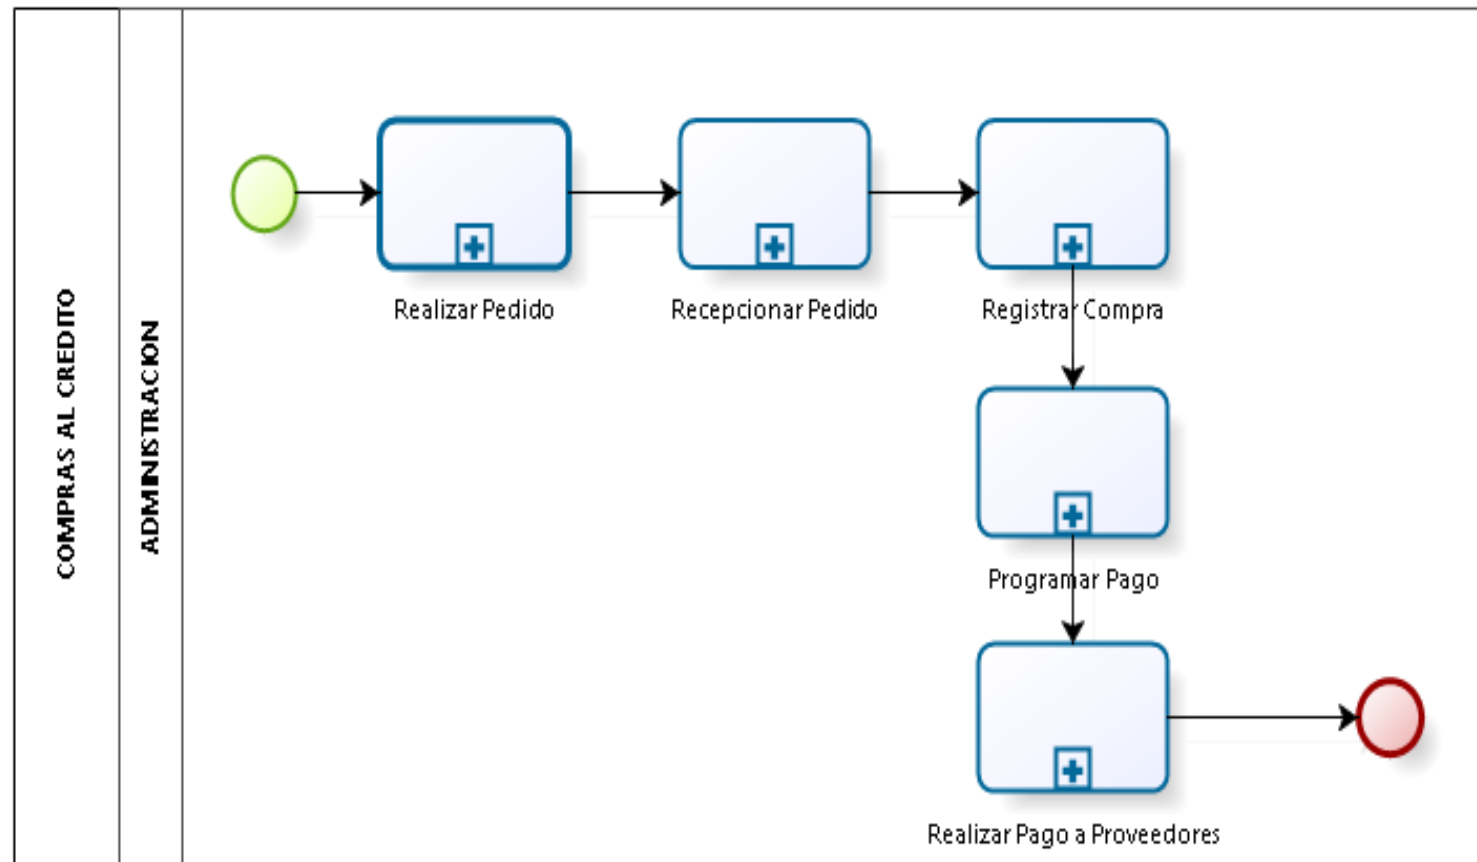 COMPRAS AL CREDITO
ADMINISTRACION
Realizar Pedido
Recepcionar Pedido
Registrar Compra
Programar Pago
Realizar Pago a Proveedores